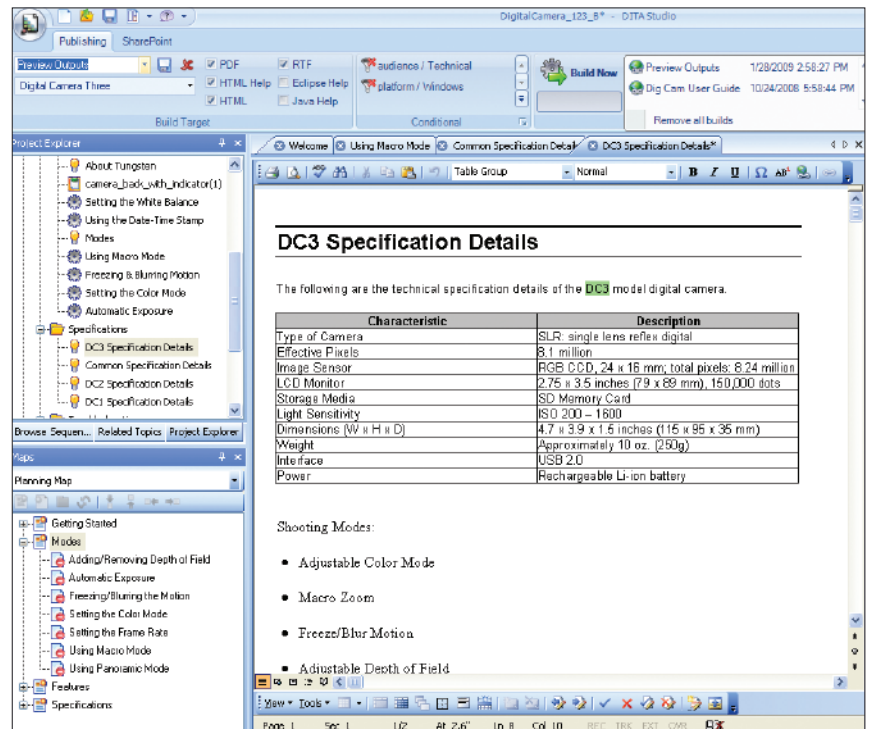 DigitalCamera_123_B* - DITA Studio
Publishing SharePoint
Preview Outputs
Digital Camera Three
PDF RTF
HTML Help Eclipse Help
HTML Java Help
Build Target
audience / Technical
platform / Windows
Conditional
Build Now
Preview Outputs 1/28/2009 2:58:27 PM
Dig Cam User Guide 10/24/2008 5:58:44 PM
Remove all builds
Project Explorer
About Tungsten
camera_back_with_indicator(1)
Setting the White Balance
Using the Date-Time Stamp
Modes
Using Macro Mode
Freezing & Blurring Motion
Setting the Color Mode
Automatic Exposure
Specifications
DC3 Specification Details
Common Specification Details
DC2 Specification Details
DC1 Specification Details
Browse Sequen... Related Topics Project Explorer
Maps
Planning Map
Getting Started
Modes
Adding/Removing Depth of Field
Automatic Exposure
Freezing/Blurring the Motion
Setting the Color Mode
Setting the Frame Rate
Using Macro Mode
Using Panoramic Mode
Features
Specifications
Welcome Using Macro Mode Common Specification Detail DC3 Specification Details*
Table Group Normal B I U Ω AB
DC3 Specification Details
The following are the technical specification details of the DC3 model digital camera.
Characteristic Description
Type of Camera SLR: single lens reflex digital
Effective Pixels 8.1 million
Image Sensor RGB CCD, 24 x 16 mm; total pixels: 8.24 million
LCD Monitor 2.75 x 3.5 inches (79 x 89 mm), 150,000 dots
Storage Media SD Memory Card
Light Sensitivity ISO 200 – 1600
Dimensions (W x H x D) 4.7 x 3.9 x 1.5 inches (115 x 95 x 35 mm)
Weight Approximately 10 oz. (250g)
Interface USB 2.0
Power Rechargeable Li-ion battery
Shooting Modes:
• Adjustable Color Mode
• Macro Zoom
• Freeze/Blur Motion
• Adjustable Depth of Field
View Tools
Page 1 Sec 1 1/2 At 2.6" Ln 8 Col 10 REC TRK EXT OVR